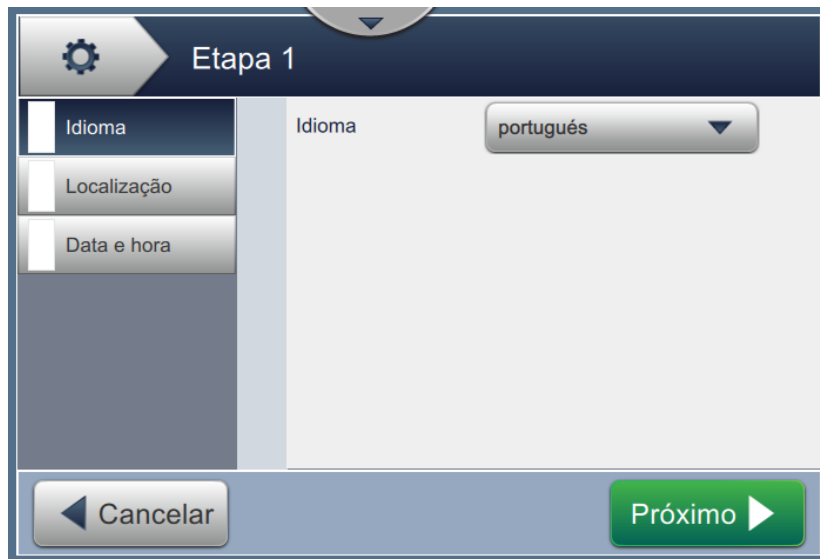 Etapa 1
Idioma
Localização
Data e hora
Idioma portugués
Cancelar
Próximo